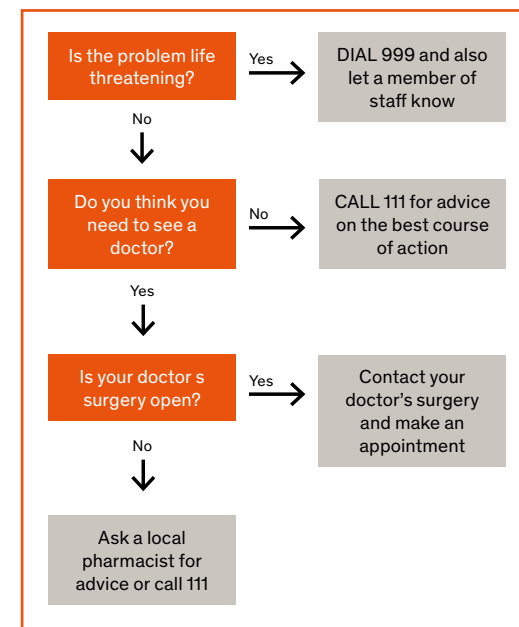 Is the problem life
threatening?
Yes
DIAL 999 and also
let a member of
staff know
No
Do you think you
need to see a
doctor?
No
CALL 111 for advice
on the best course
of action
Yes
Is your doctor s
surgery open?
Yes
Contact your
doctor’s surgery
and make an
appointment
No
Ask a local
pharmacist for
advice or call 111